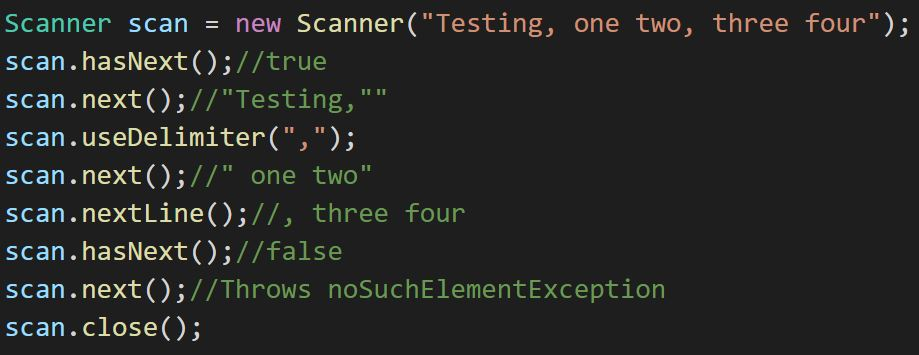 Scanner scan = new Scanner("Testing, one two, three four");
scan.hasNext();//true
scan.next();//"Testing,""
scan.useDelimiter(",");
scan.next();//" one two"
scan.nextLine();//, three four
scan.hasNext();//false
scan.next();//Throws noSuchElementException
scan.close();